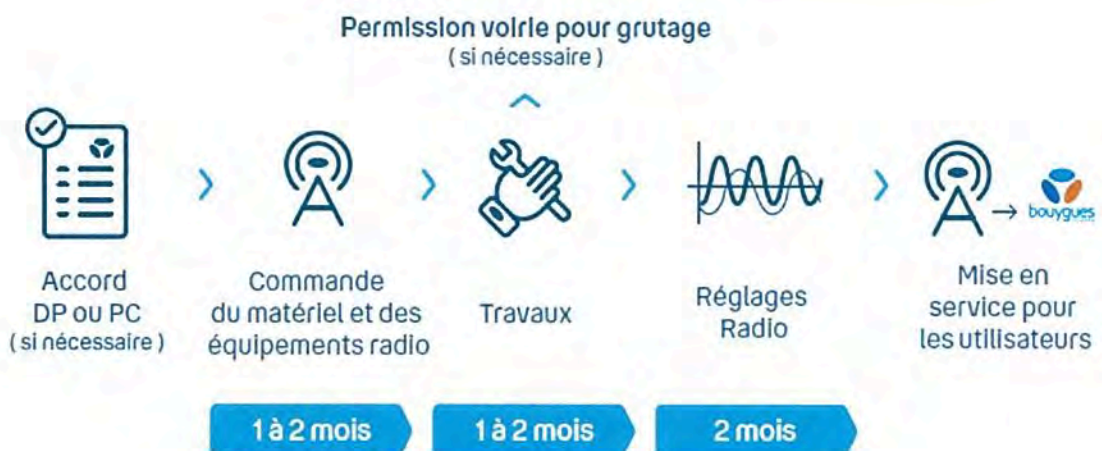 Permission voirie pour grutage
( si nécessaire )
bouygues
Accord
DP ou PC
( si nécessaire )
Commande
du matériel et des
équipements radio
Travaux
Réglages
Radio
Mise en
service pour
les utilisateurs
1 à 2 mois
1 à 2 mois
2 mois